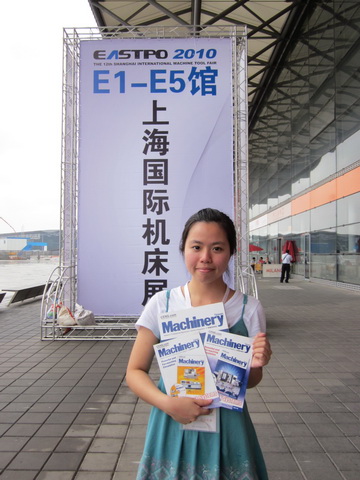 EASTPO 2010
THE 12TH SHANGHAI INTERNATIONAL MACHINE TOOL FAIR
E1-E5馆
上海国际机床展
Machinery
Machinery
Machinery